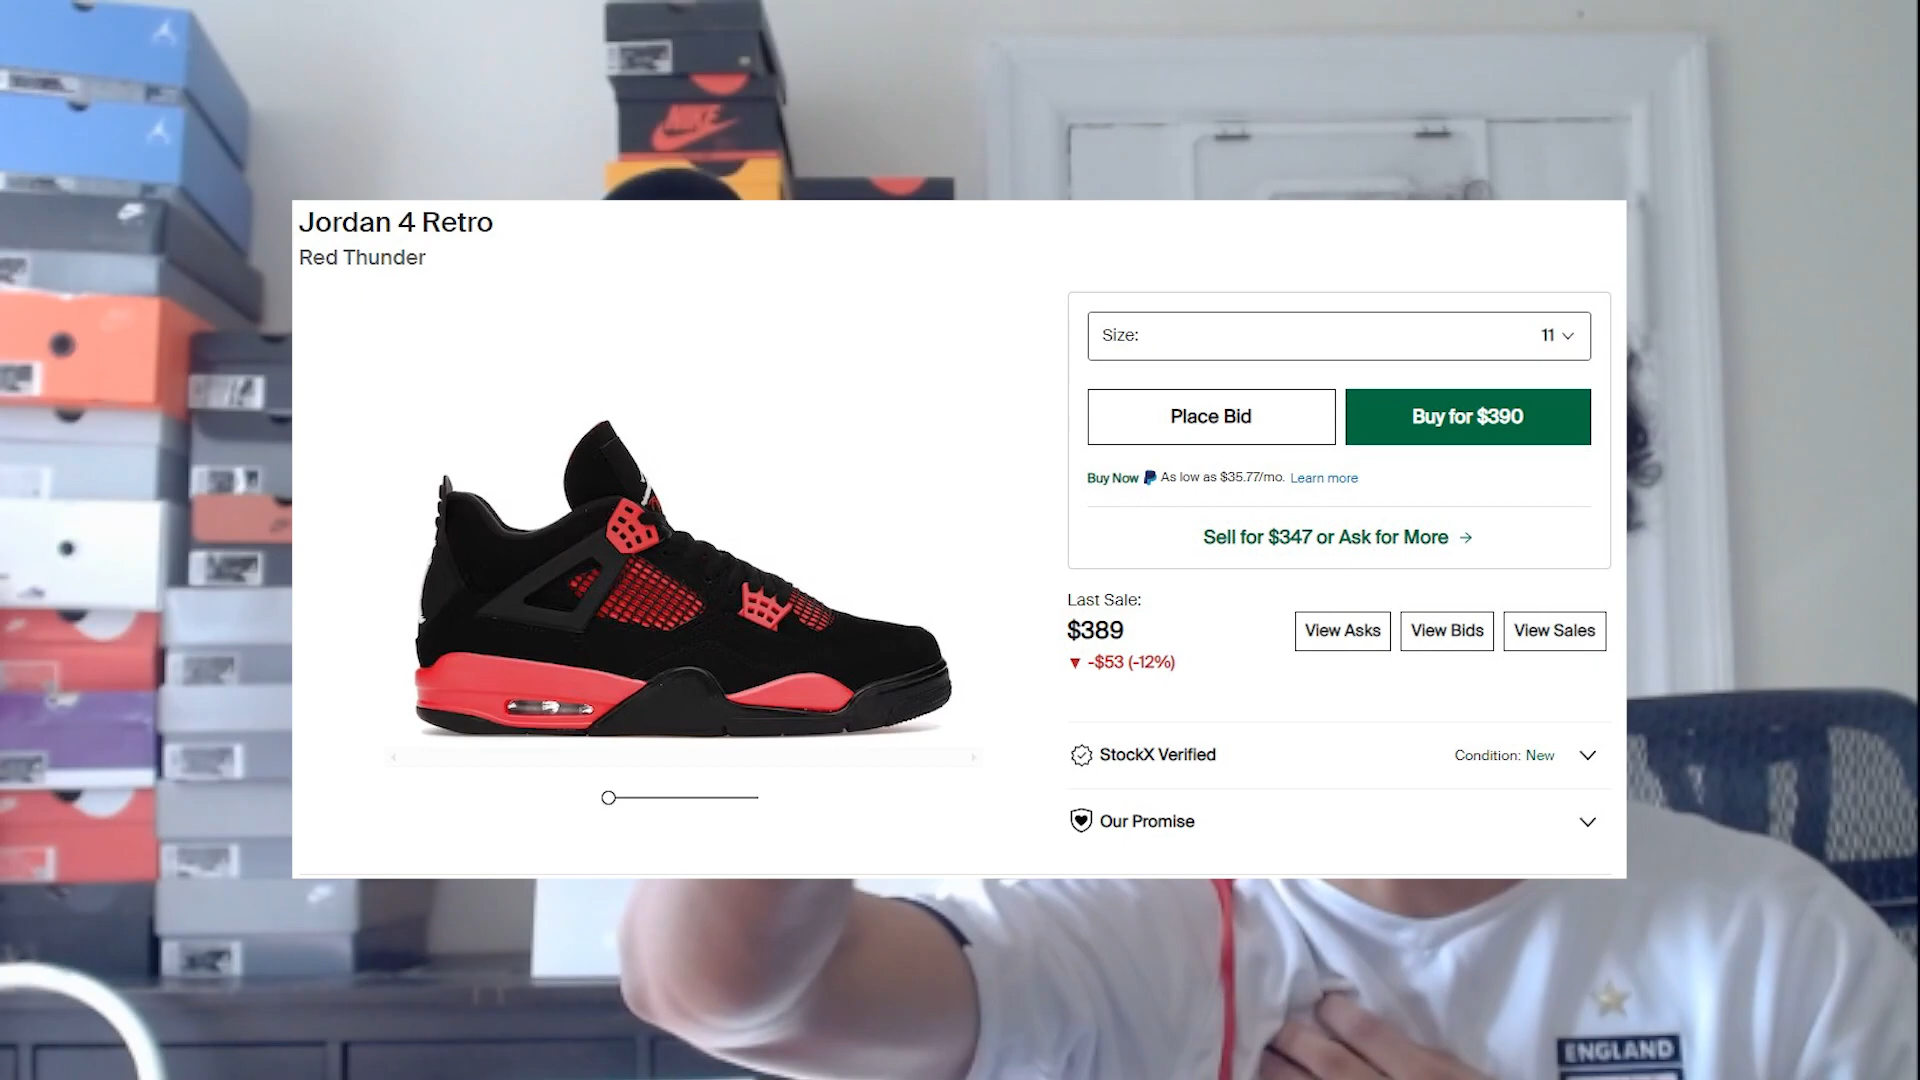 NIKE
Jordan 4 Retro
Red Thunder
Size: 11
Place Bid
Buy for $390
Buy Now As low as $35.77/mo. Learn more
Sell for $347 or Ask for More →
Last Sale:
$389
▼ -$53 (-12%)
View Asks View Bids View Sales
StockX Verified Condition: New
Our Promise
ENGLAND